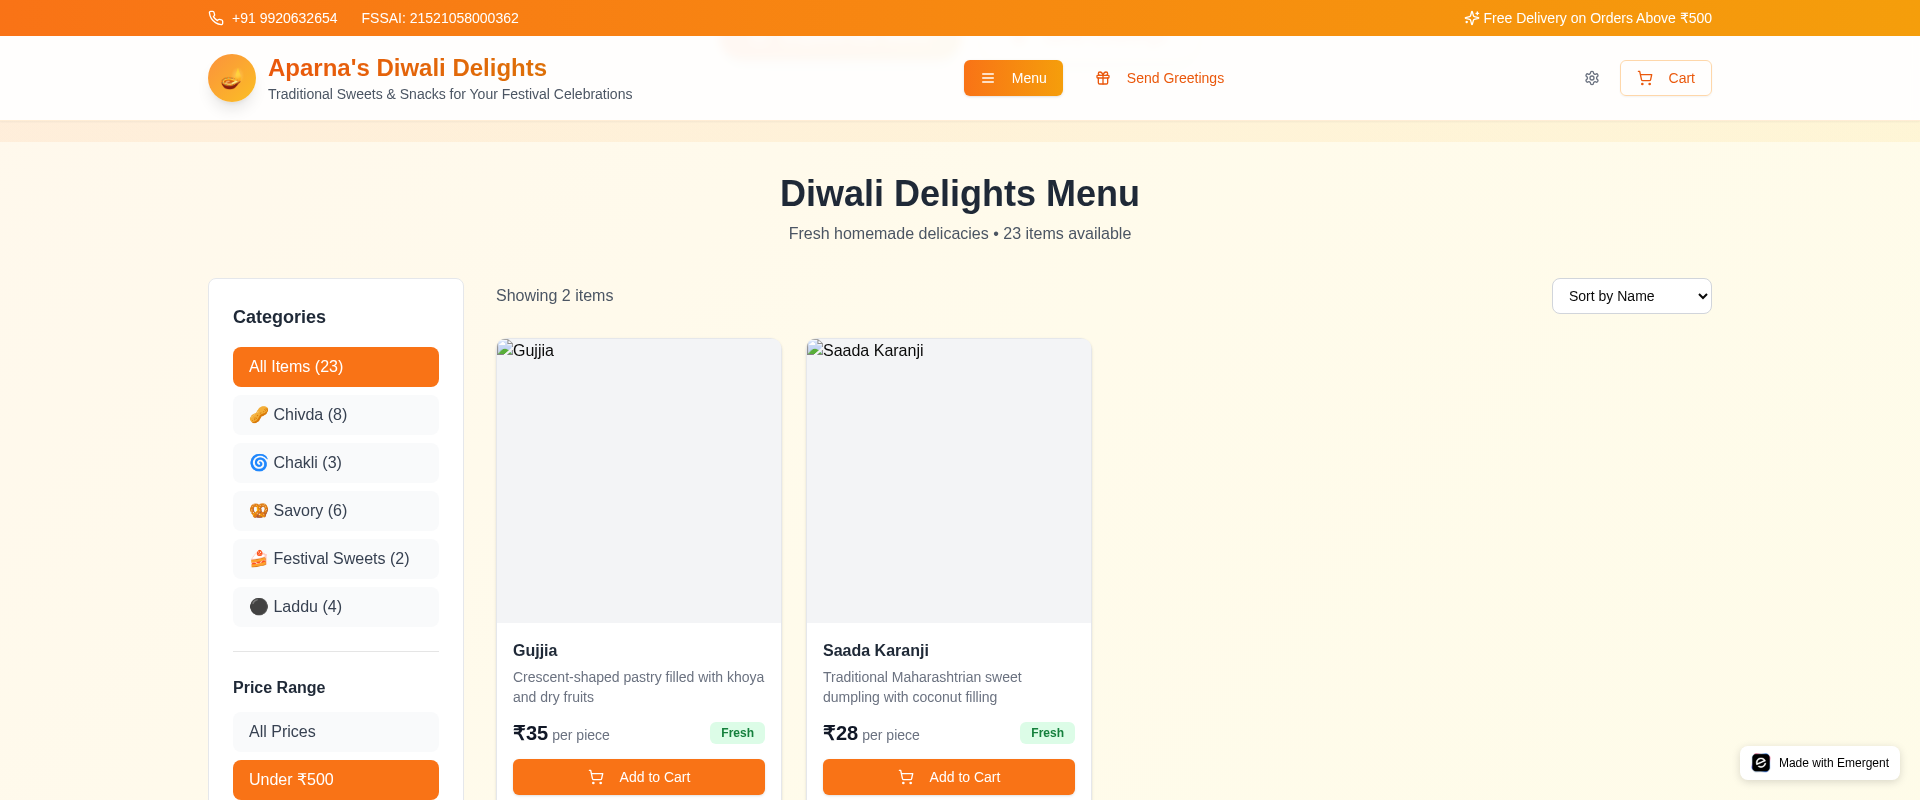 +91 9920632654
FSSAI: 21521058000362
Free Delivery on Orders Above ₹500
Aparna's Diwali Delights
Traditional Sweets & Snacks for Your Festival Celebrations
Menu
Send Greetings
Cart
Diwali Delights Menu
Fresh homemade delicacies • 23 items available
Categories
All Items (23)
Chivda (8)
Chakli (3)
Savory (6)
Festival Sweets (2)
Laddu (4)
Price Range
All Prices
Under ₹500
Showing 2 items
Sort by Name
Gujjia
Gujjia
Crescent-shaped pastry filled with khoya
and dry fruits
₹35 per piece
Fresh
Add to Cart
Saada Karanji
Saada Karanji
Traditional Maharashtrian sweet
dumpling with coconut filling
₹28 per piece
Fresh
Add to Cart
Made with Emergent